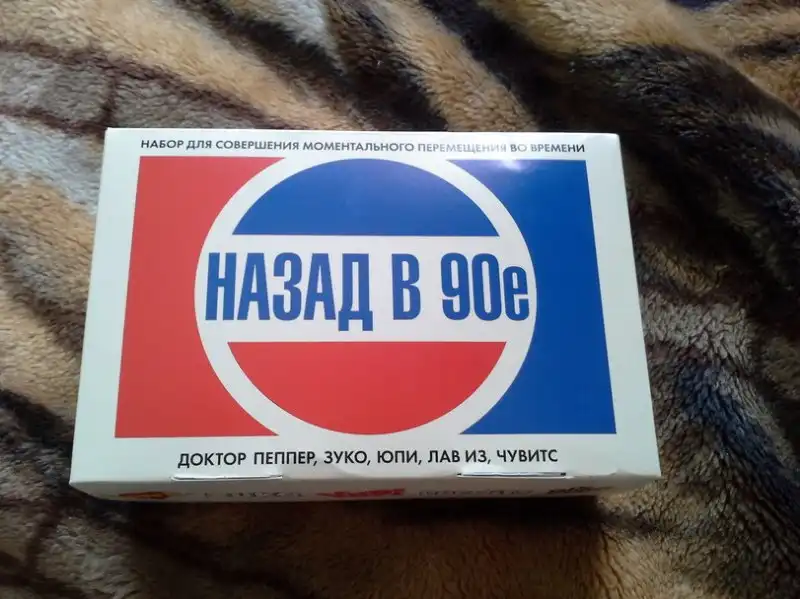 НАБОР ДЛЯ СОВЕРШЕНИЯ МОМЕНТАЛЬНОГО ПЕРЕМЕЩЕНИЯ ВО ВРЕМЕНИ
НАЗАД В 90е
ДОКТОР ПЕППЕР, ЗУКО, ЮПИ, ЛАВ ИЗ, ЧУВИТС